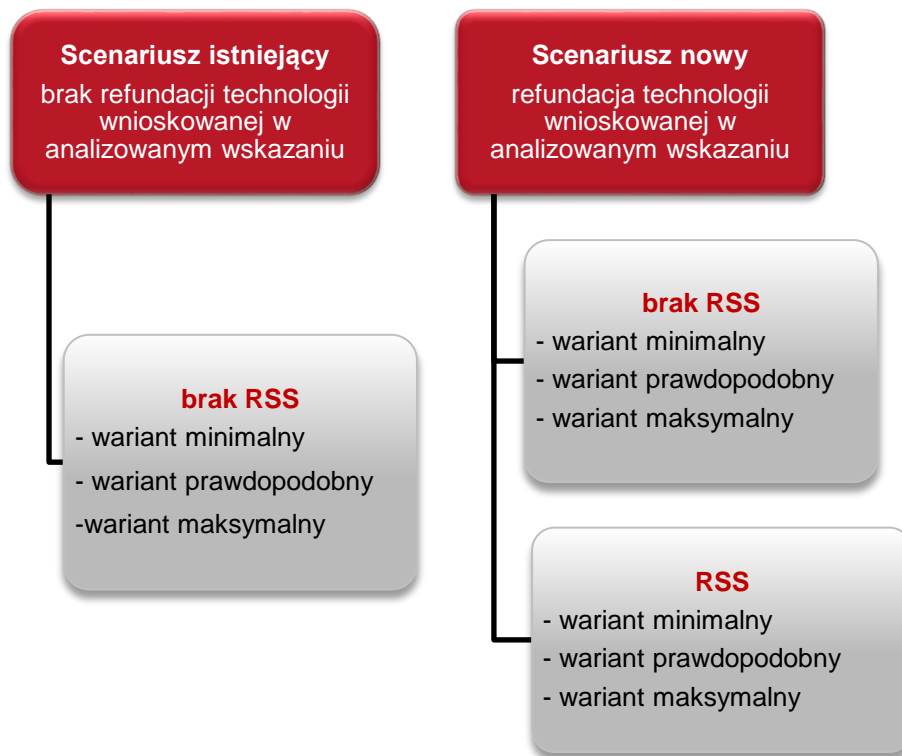 Scenariusz istniejący
brak refundacji technologii
wnioskowanej w
analizowanym wskazaniu
brak RSS
- wariant minimalny
- wariant prawdopodobny
-wariant maksymalny
Scenariusz nowy
refundacja technologii
wnioskowanej w
analizowanym wskazaniu
brak RSS
- wariant minimalny
- wariant prawdopodobny
- wariant maksymalny
RSS
- wariant minimalny
- wariant prawdopodobny
- wariant maksymalny